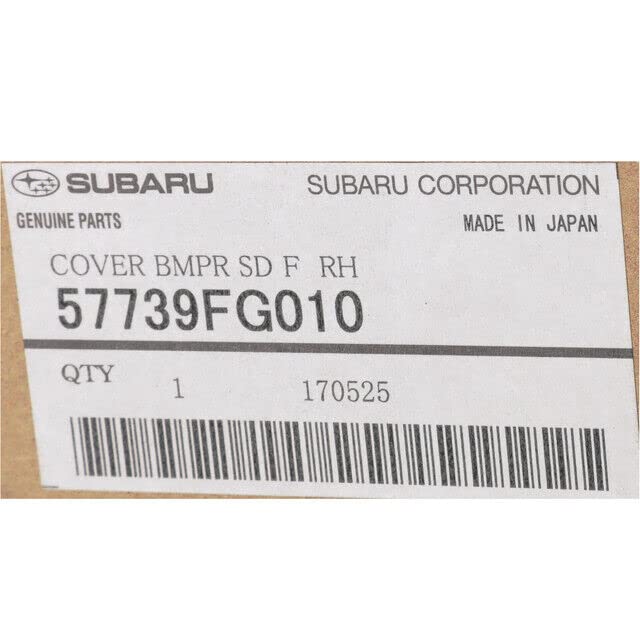 SUBARU SUBARU CORPORATION
GENUINE PARTS MADE IN JAPAN
COVER BMPR SD F RH
57739FG010
QTY 1 170525